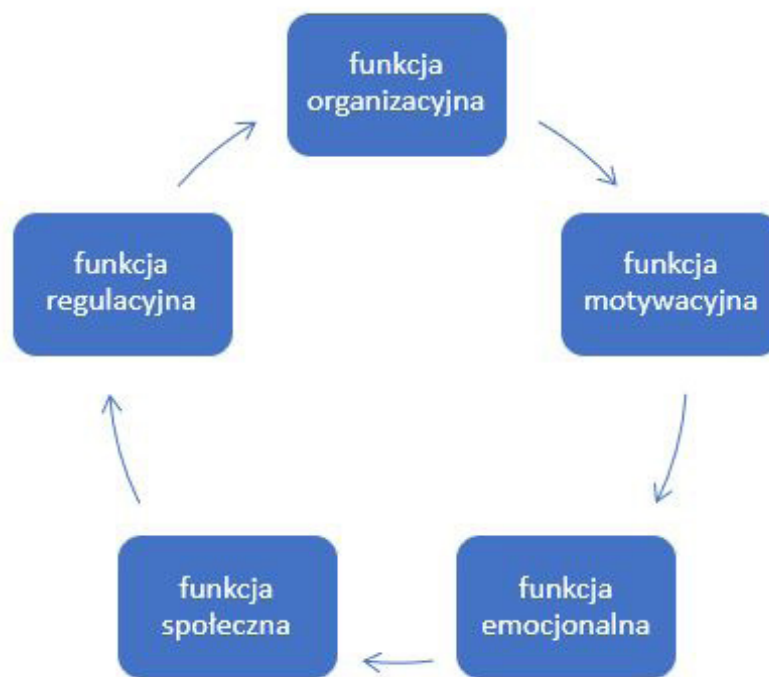 funkcja
organizacyjna
funkcja
motywacyjna
funkcja
emocjonalna
funkcja
społeczna
funkcja
regulacyjna